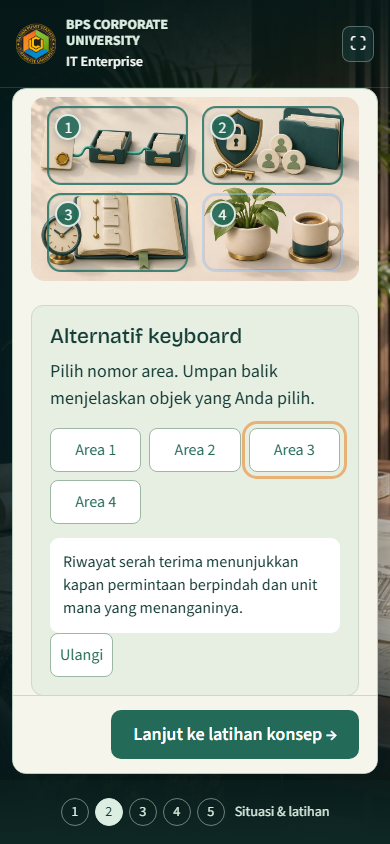 BPS CORPORATE
UNIVERSITY
IT Enterprise
1
2
3
4
Alternatif keyboard
Pilih nomor area. Umpan balik
menjelaskan objek yang Anda pilih.
Area 1
Area 2
Area 3
Area 4
Riwayat serah terima menunjukkan
kapan permintaan berpindah dan unit
mana yang menanganinya.
Ulangi
Lanjut ke latihan konsep →
1 2 3 4 5 Situasi & latihan